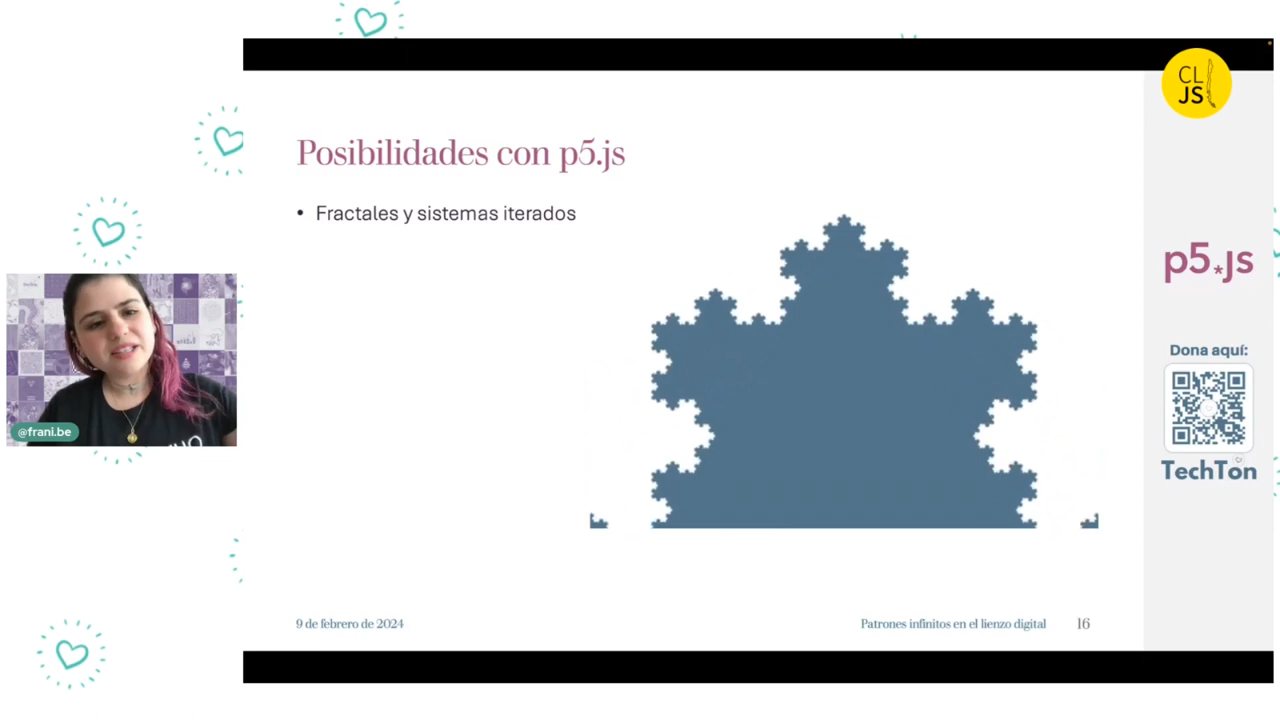 CL
JS
Posibilidades con p5.js
• Fractales y sistemas iterados
p5*js
Dona aquí:
TechTon
@frani.be
9 de febrero de 2024
Patrones infinitos en el lienzo digital
16